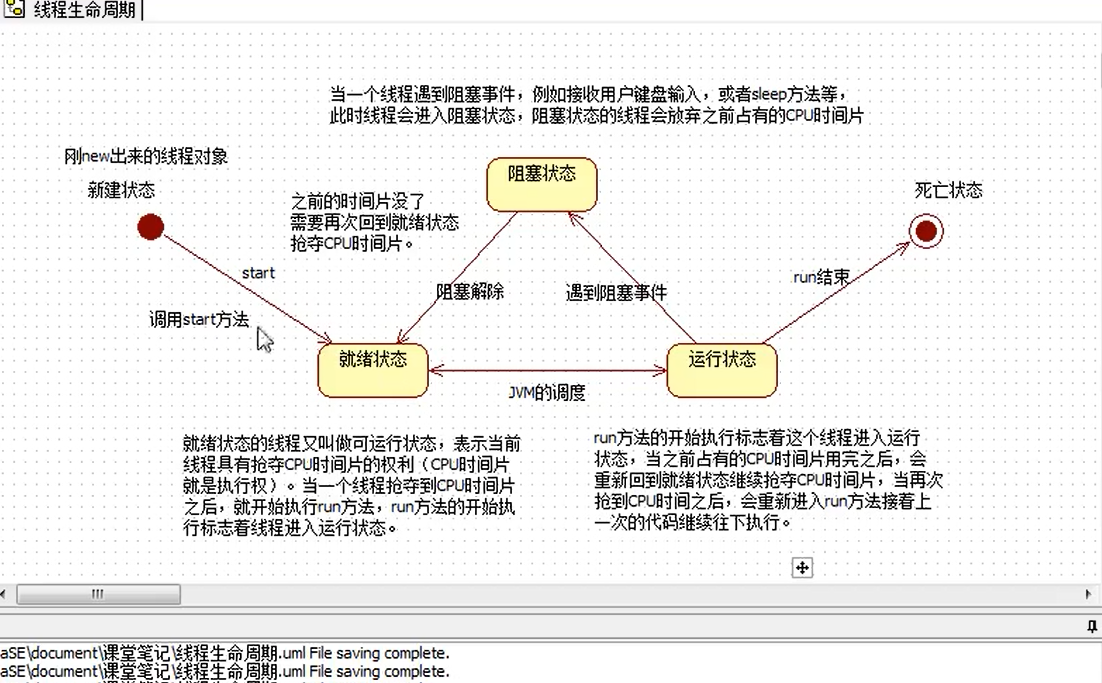 线程生命周期
当一个线程遇到阻塞事件，例如接收用户键盘输入，或者sleep方法等，
此时线程会进入阻塞状态，阻塞状态的线程会放弃之前占有的CPU时间片
刚new出来的线程对象
新建状态
阻塞状态
死亡状态
之前的时间片没了
需要再次回到就绪状态
抢夺CPU时间片。
start
阻塞解除
遇到阻塞事件
run结束
调用start方法
就绪状态
运行状态
JVM的调度
就绪状态的线程又叫做可运行状态，表示当前
线程具有抢夺CPU时间片的权利（CPU时间片
就是执行权）。当一个线程抢夺到CPU时间片
之后，就开始执行run方法，run方法的开始执
行标志着线程进入运行状态。
run方法的开始执行标志着这个线程进入运行
状态，当之前占有的CPU时间片用完之后，会
重新回到就绪状态继续抢夺CPU时间片，当再次
抢到CPU时间之后，会重新进入run方法接着上
一次的代码继续往下执行。
aSE\document\课堂笔记\线程生命周期.uml File saving complete.
aSE\document\课堂笔记\线程生命周期.uml File saving complete.